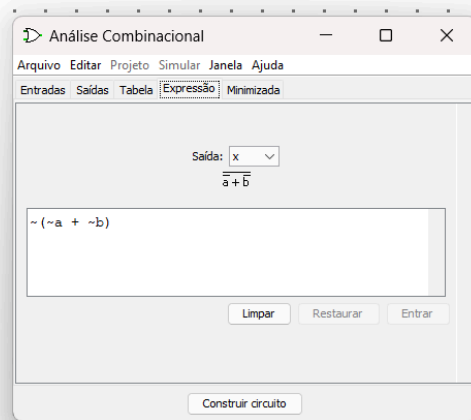 Análise Combinacional
Arquivo Editar Projeto Simular Janela Ajuda
Entradas Saídas Tabela Expressão Minimizada
Saída: x
a̅̅ + b̅̅
~(~a + ~b)
Limpar Restaurar Entrar
Construir circuito